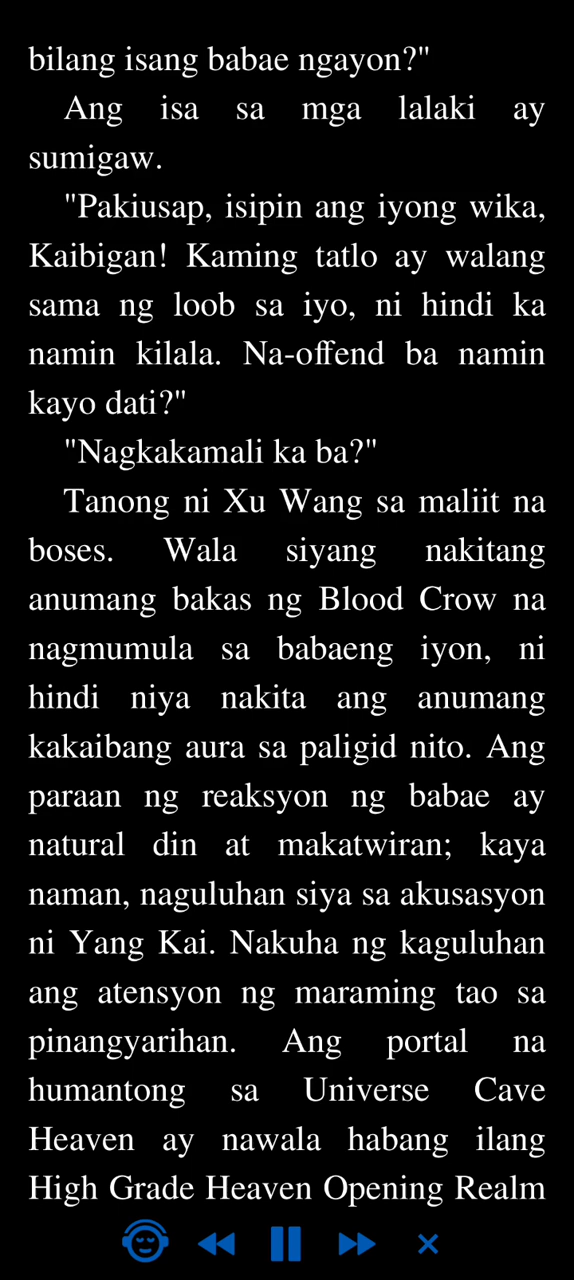 bilang isang babae ngayon?"
Ang isa sa mga lalaki ay
sumigaw.
"Pakiusap, isipin ang iyong wika,
Kaibigan! Kaming tatlo ay walang
sama ng loob sa iyo, ni hindi ka
namin kilala. Na-offend ba namin
kayo dati?"
"Nagkakamali ka ba?"
Tanong ni Xu Wang sa maliit na
boses. Wala siyang nakitang
anumang bakas ng Blood Crow na
nagmumula sa babaeng iyon, ni
hindi niya nakita ang anumang
kakaibang aura sa paligid nito. Ang
paraan ng reaksyon ng babae ay
natural din at makatwiran; kaya
naman, naguluhan siya sa akusasyon
ni Yang Kai. Nakuha ng kaguluhan
ang atensyon ng maraming tao sa
pinangyarihan. Ang portal na
humantong sa Universe Cave
Heaven ay nawala habang ilang
High Grade Heaven Opening Realm